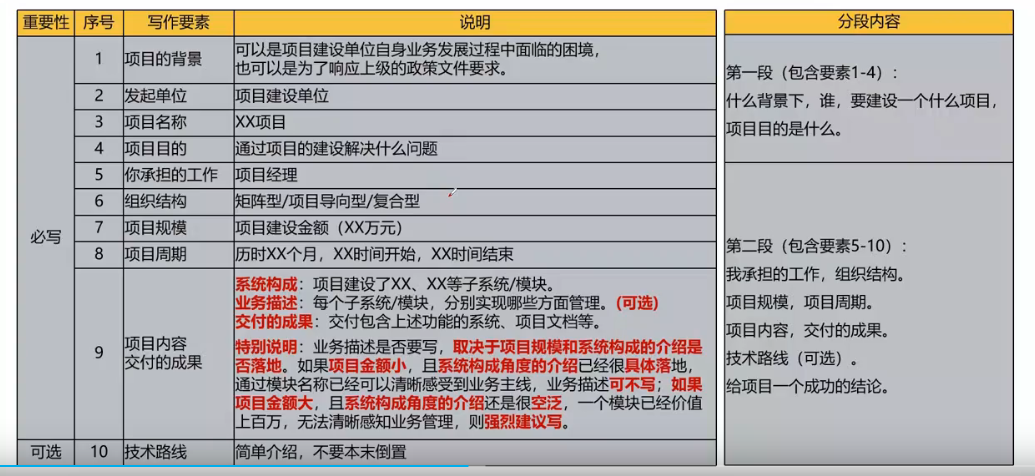 重要性 序号 写作要素 说明
必写
1 项目的背景 可以是项目建设单位自身业务发展过程中面临的困境，
也可以是为了响应上级的政策文件要求。
2 发起单位 项目建设单位
3 项目名称 XX项目
4 项目目的 通过项目的建设解决什么问题
5 你承担的工作 项目经理
6 组织结构 矩阵型/项目导向型/复合型
7 项目规模 项目建设金额（XX万元）
8 项目周期 历时XX个月，XX时间开始，XX时间结束
9 项目内容
交付的成果
系统构成：项目建设了XX、XX等子系统/模块。
业务描述：每个子系统/模块，分别实现哪些方面管理。(可选)
交付的成果：交付包含上述功能的系统、项目文档等。
特别说明：业务描述是否要写，取决于项目规模和系统构成的介绍是
否落地。如果项目金额小，且系统构成角度的介绍已经很具体落地，
通过模块名称已经可以清晰感受到业务主线，业务描述可不写；如果
项目金额大，且系统构成角度的介绍还是很空泛，一个模块已经价值
上百万，无法清晰感知业务管理，则强烈建议写。
可选 10 技术路线 简单介绍，不要本末倒置
分段内容
第一段（包含要素1-4）：
什么背景下，谁，要建设一个什么项目，
项目目的是什么。
第二段（包含要素5-10）：
我承担的工作，组织结构。
项目规模，项目周期。
项目内容，交付的成果。
技术路线（可选）。
给项目一个成功的结论。